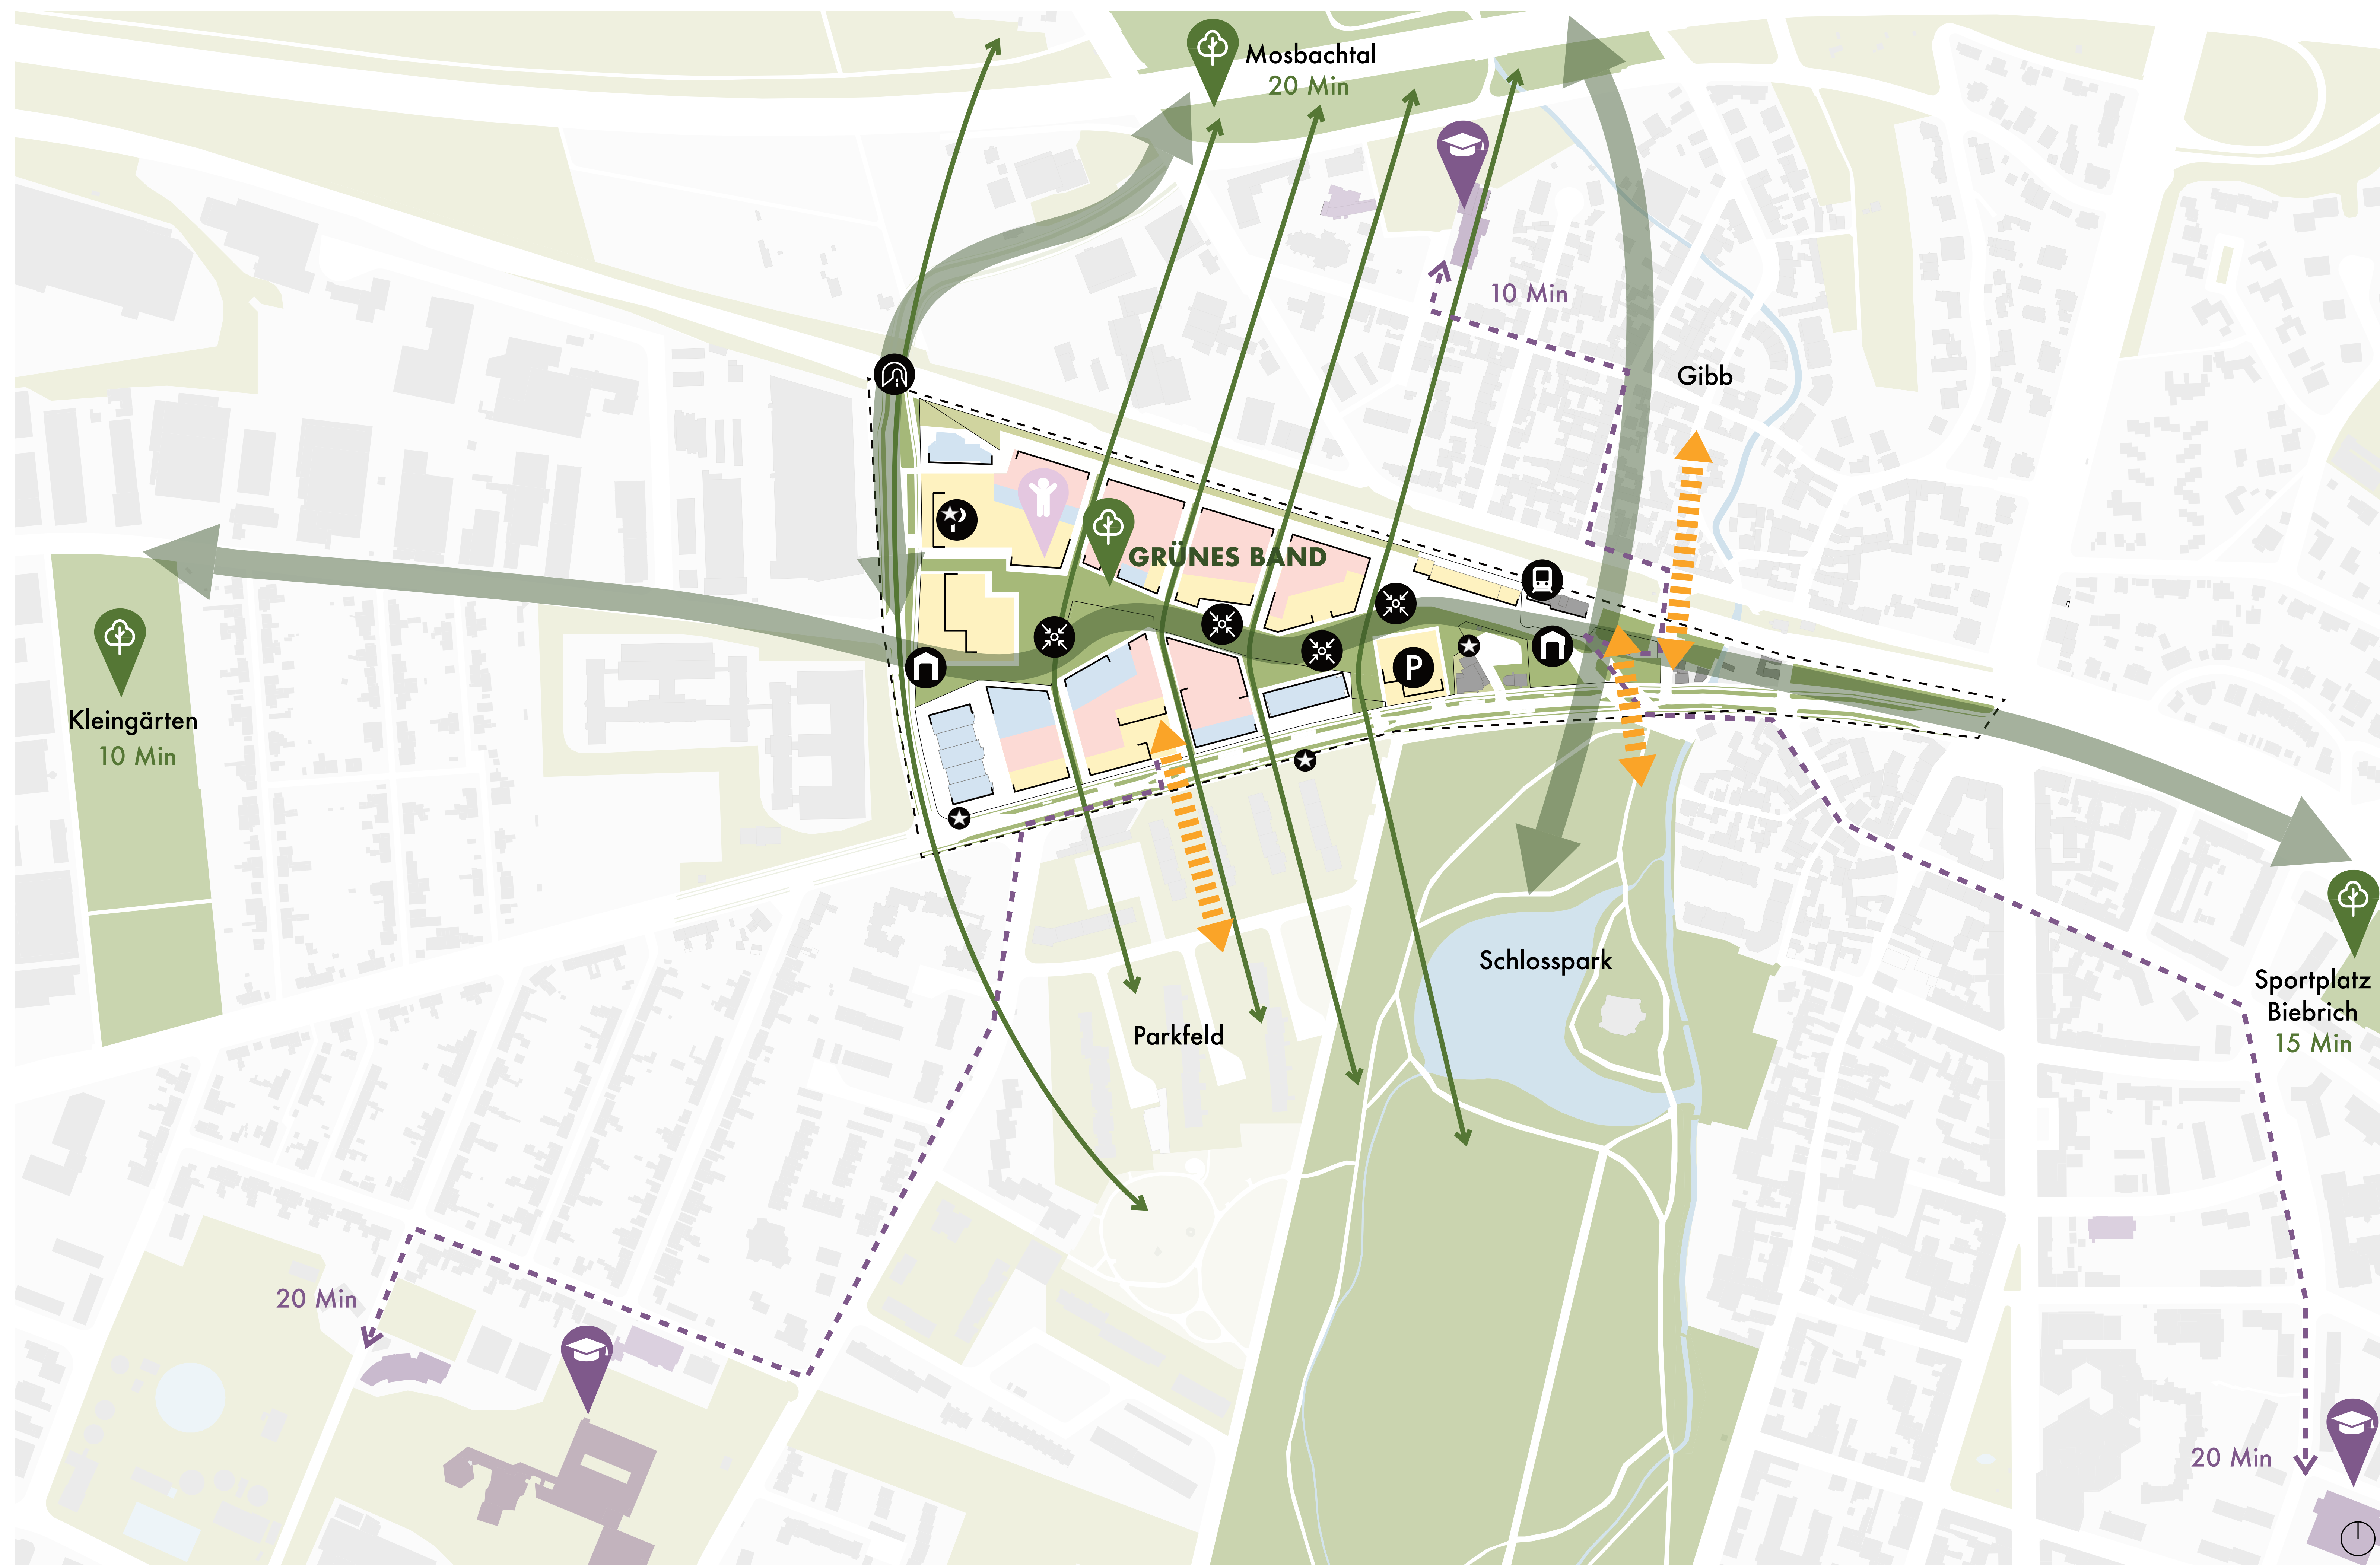 Mosbachtal
20 Min
10 Min
Gibb
GRÜNES BAND
P
Kleingärten
10 Min
Schlosspark
Sportplatz
Biebrich
15 Min
Parkfeld
20 Min
20 Min